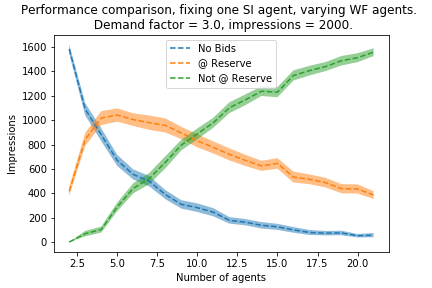 Performance comparison, fixing one SI agent, varying WF agents.
Demand factor = 3.0, impressions = 2000.
No Bids
@ Reserve
Not @ Reserve
Impressions
1600
1400
1200
1000
800
600
400
200
0
2.5 5.0 7.5 10.0 12.5 15.0 17.5 20.0
Number of agents